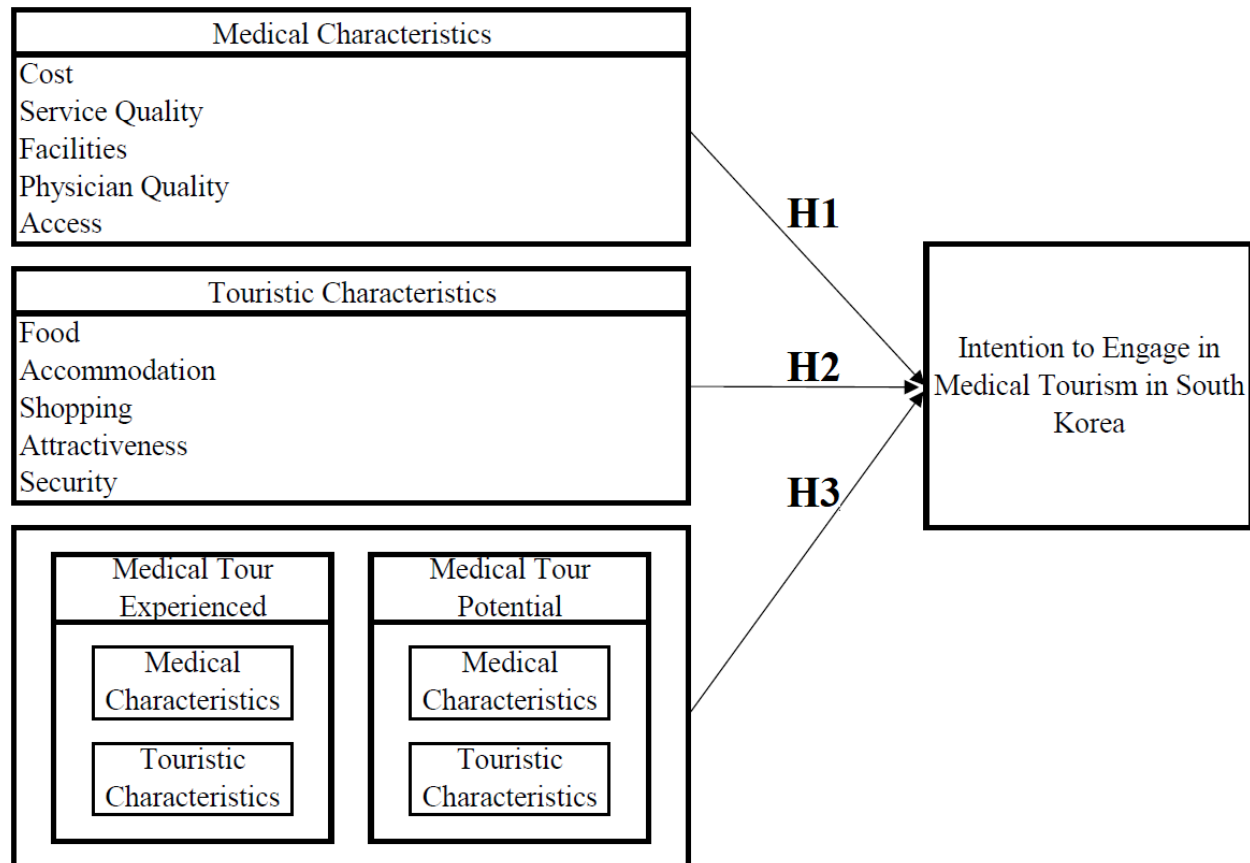 Medical Characteristics
Cost
Service Quality
Facilities
Physician Quality
Access
H1
Touristic Characteristics
Food
Accommodation
Shopping
Attractiveness
Security
H2
Intention to Engage in
Medical Tourism in South
Korea
H3
Medical Tour
Experienced
Medical
Characteristics
Touristic
Characteristics
Medical Tour
Potential
Medical
Characteristics
Touristic
Characteristics